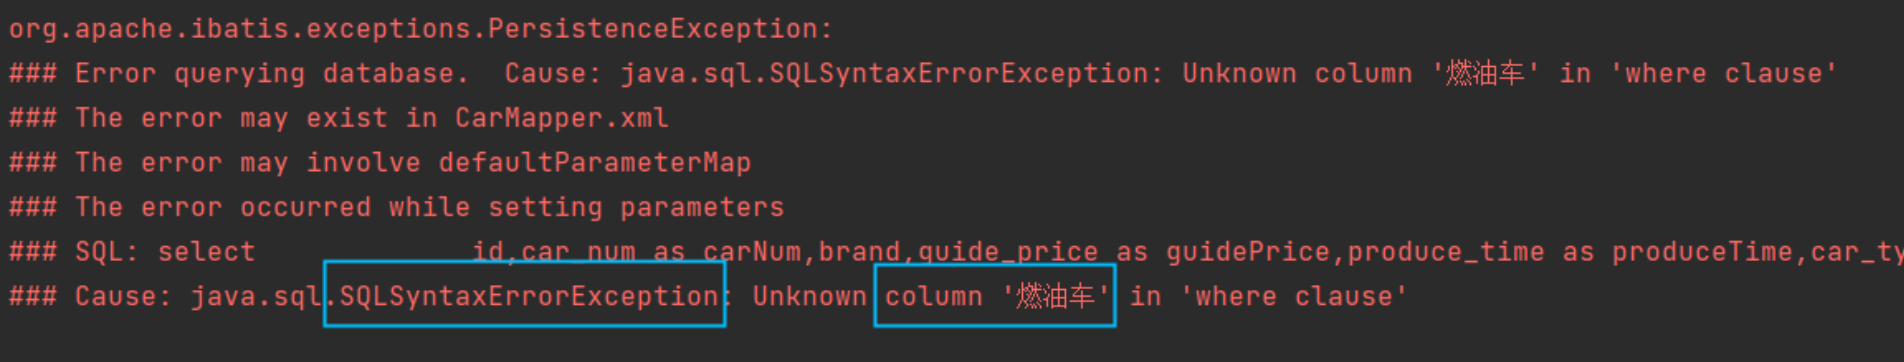 org.apache.ibatis.exceptions.PersistenceException:
### Error querying database.  Cause: java.sql.SQLSyntaxErrorException: Unknown column '燃油车' in 'where clause'
### The error may exist in CarMapper.xml
### The error may involve defaultParameterMap
### The error occurred while setting parameters
### SQL: select             id,car_num as carNum,brand,guide_price as guidePrice,produce_time as produceTime,car_ty
### Cause: java.sql.SQLSyntaxErrorException: Unknown column '燃油车' in 'where clause'